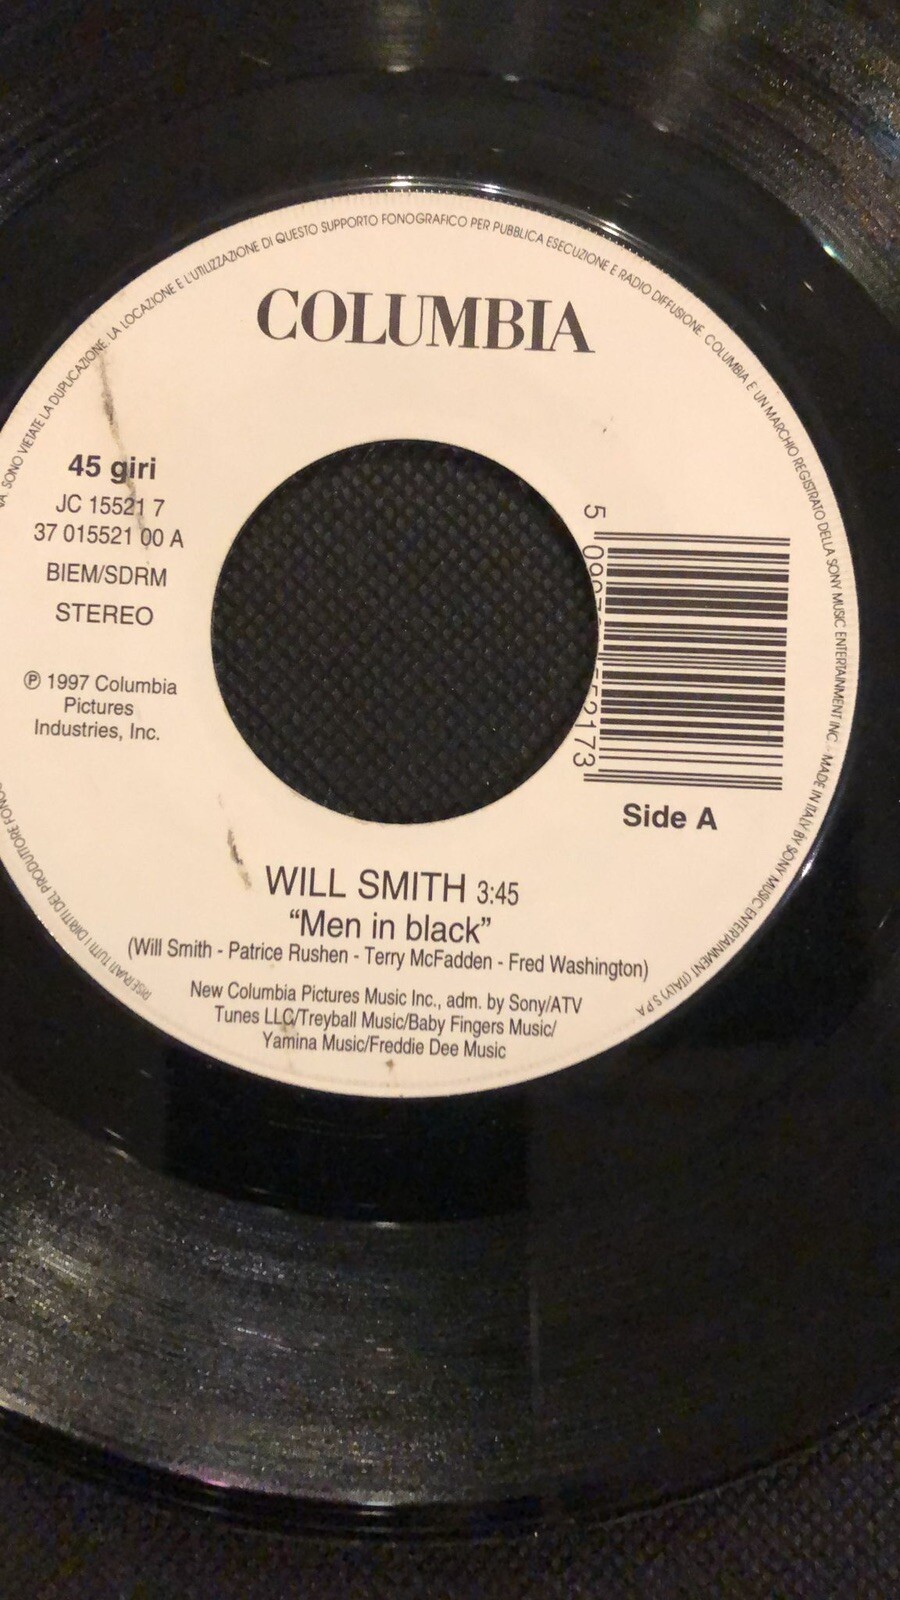 SONO VIETATE LA DUPLICAZIONE, LA LOCAZIONE E L'UTILIZZAZIONE DI QUESTO SUPPORTO FONOGRAFICO PER PUBBLICA ESECUZIONE E RADIO DIFFUSIONE. COLUMBIA E UN MARCHIO REGISTRATO DELLA SONY MUSIC ENTERTAINMENT INC. - MADE IN ITALY BY SONY MUSIC ENTERTAINMENT (ITALY) S.P.A
COLUMBIA
45 giri
JC 15521 7
37 015521 00 A
BIEM/SDRM
STEREO
℗ 1997 Columbia
Pictures
Industries, Inc.
5
Side A
WILL SMITH 3:45
“Men in black”
(Will Smith - Patrice Rushen - Terry McFadden - Fred Washington)
New Columbia Pictures Music Inc., adm. by Sony/ATV
Tunes LLC/Treyball Music/Baby Fingers Music/
Yamina Music/Freddie Dee Music
RISERVATI TUTTI I DIRITTI DEL PRODUTTORE